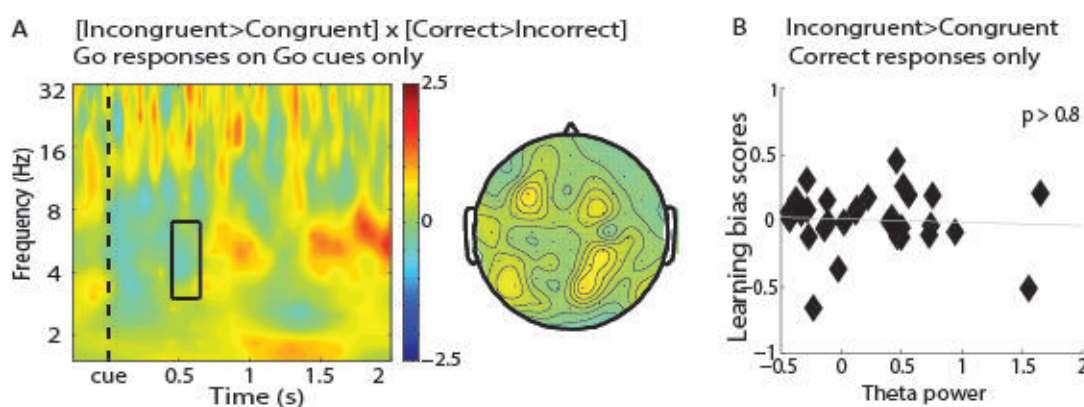 A [Incongruent>Congruent] x [Correct>Incorrect]
Go responses on Go cues only
32
16
8
4
2
Frequency (Hz)
cue 0.5 1 1.5 2
Time (s)
2.5
0
−2.5
B Incongruent>Congruent
Correct responses only
p > 0.8
1
0.5
0
-0.5
−1
Learning bias scores
-0.5 0 0.5 1 1.5 2
Theta power